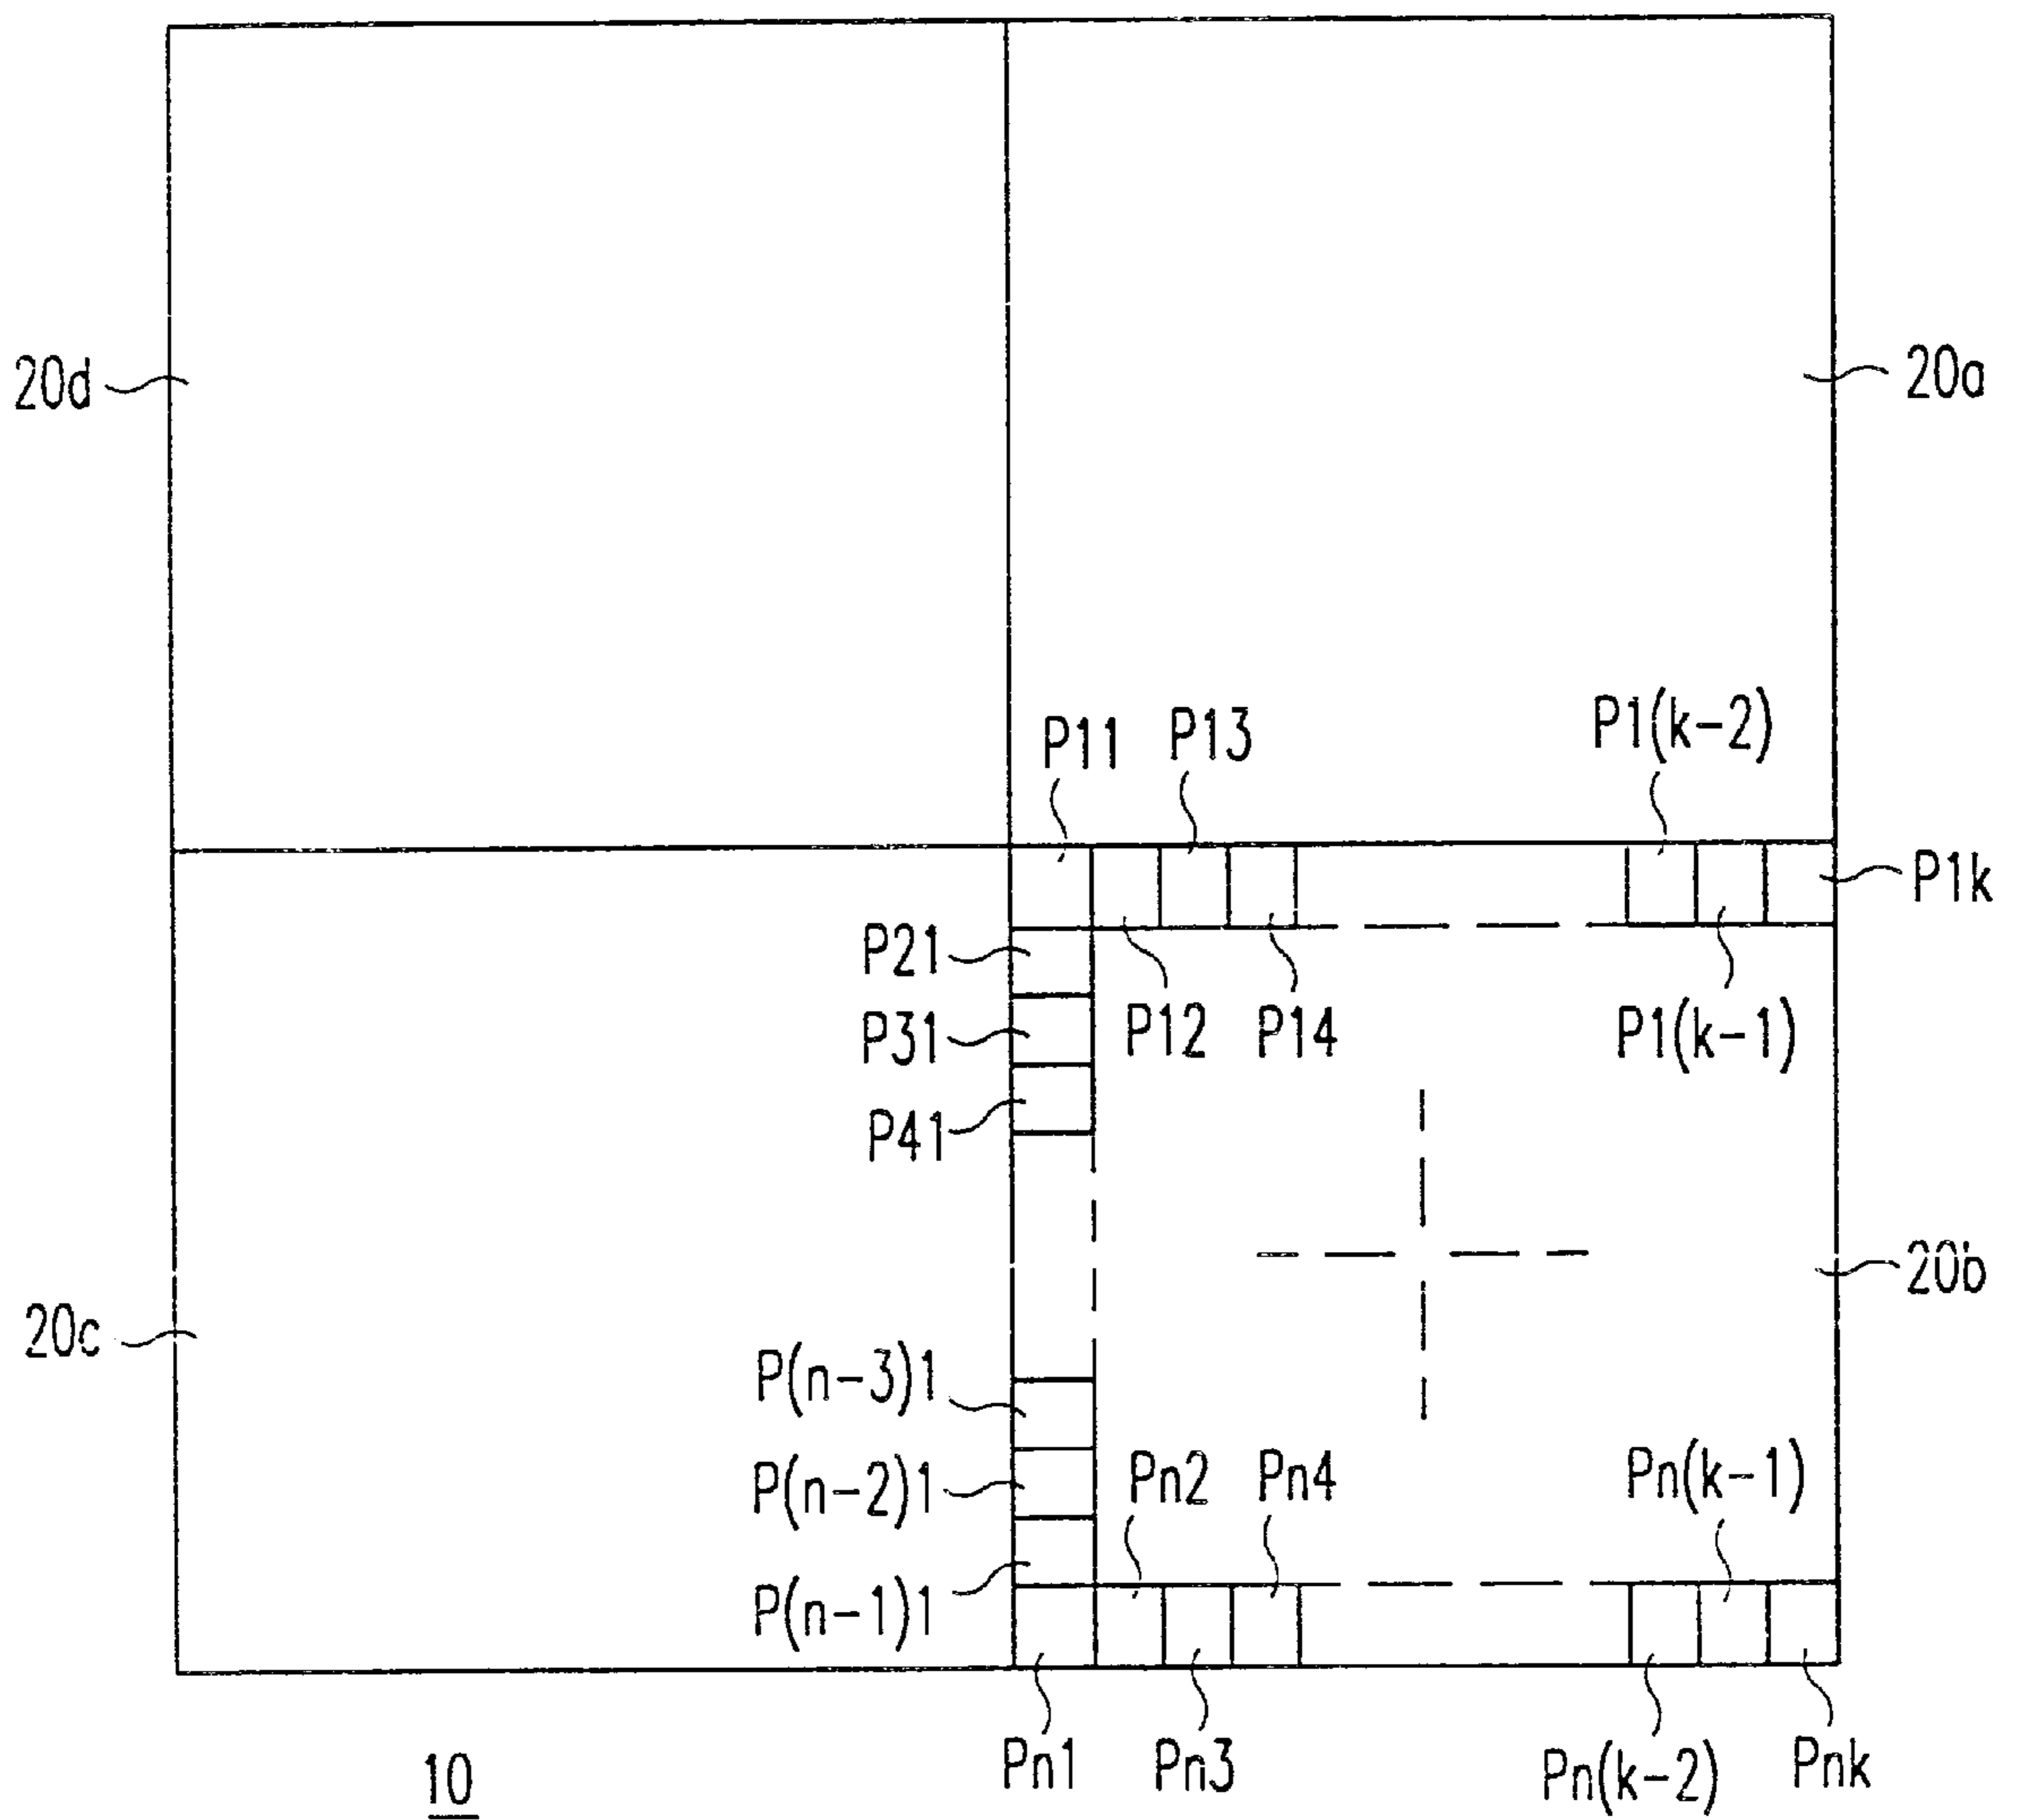 20d
20a
P11
P13
P1(k-2)
P1k
P21
P12
P14
P1(k-1)
P31
P41
20b
20c
P(n-3)1
P(n-2)1
Pn2
Pn4
Pn(k-1)
P(n-1)1
Pn1
Pn3
Pn(k-2)
Pnk
10